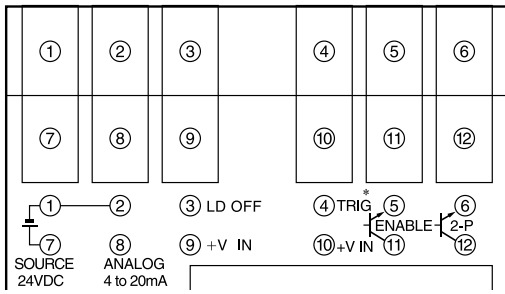 ① ② ③ ④ ⑤ ⑥
⑦ ⑧ ⑨ ⑩ ⑪ ⑫
① ② ③ LD OFF ④ TRIG * ⑤ ENABLE ⑥ 2-P
⑦ ⑧ ⑨ +V IN ⑩ +V IN ⑪ ⑫
SOURCE ANALOG
24VDC 4 to 20mA